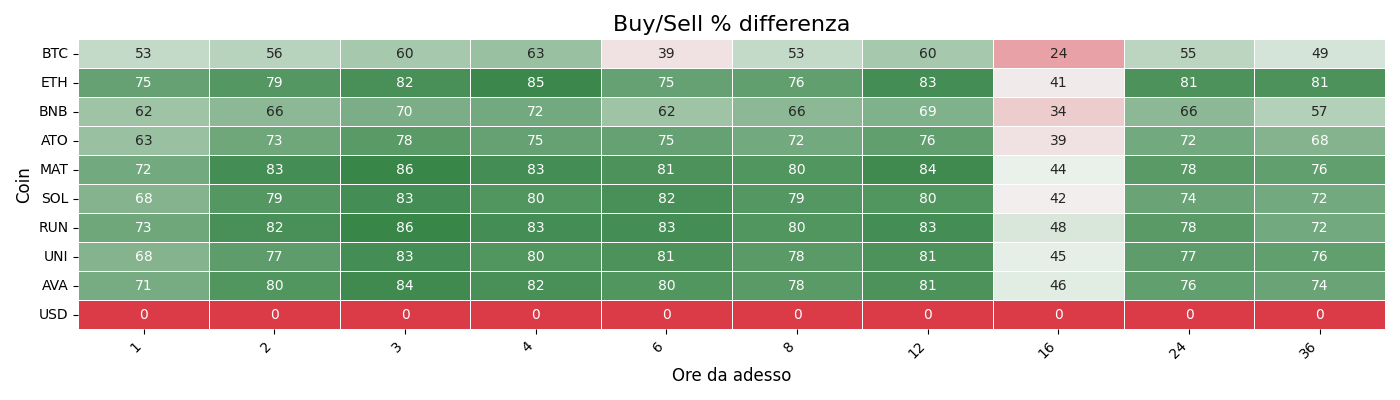 Buy/Sell % differenza
BTC 53 56 60 63 39 53 60 24 55 49
ETH 75 79 82 85 75 76 83 41 81 81
BNB 62 66 70 72 62 66 69 34 66 57
ATO 63 73 78 75 75 72 76 39 72 68
MAT 72 83 86 83 81 80 84 44 78 76
SOL 68 79 83 80 82 79 80 42 74 72
RUN 73 82 86 83 83 80 83 48 78 72
UNI 68 77 83 80 81 78 81 45 77 76
AVA 71 80 84 82 80 78 81 46 76 74
USD 0 0 0 0 0 0 0 0 0 0
Coin
1 2 3 4 6 8 12 16 24 36
Ore da adesso